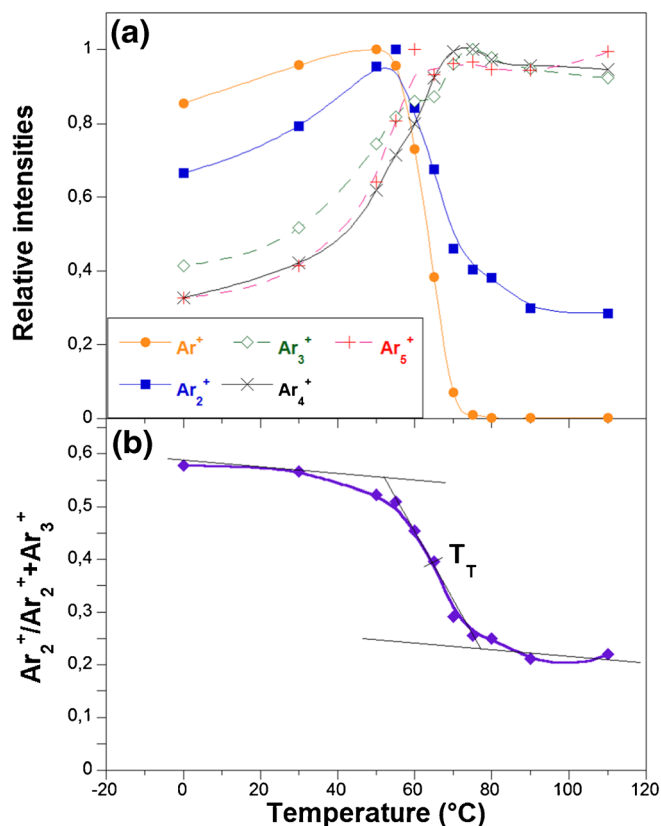 (a)
Relative intensities
1
0,8
0,6
0,4
0,2
0
Ar⁺ Ar₃⁺ Ar₅⁺
Ar₂⁺ Ar₄⁺
(b)
Ar₂⁺/Ar₂⁺+Ar₃⁺
0,6
0,5
0,4
0,3
0,2
0,1
0
T_T
-20 0 20 40 60 80 100 120
Temperature (°C)